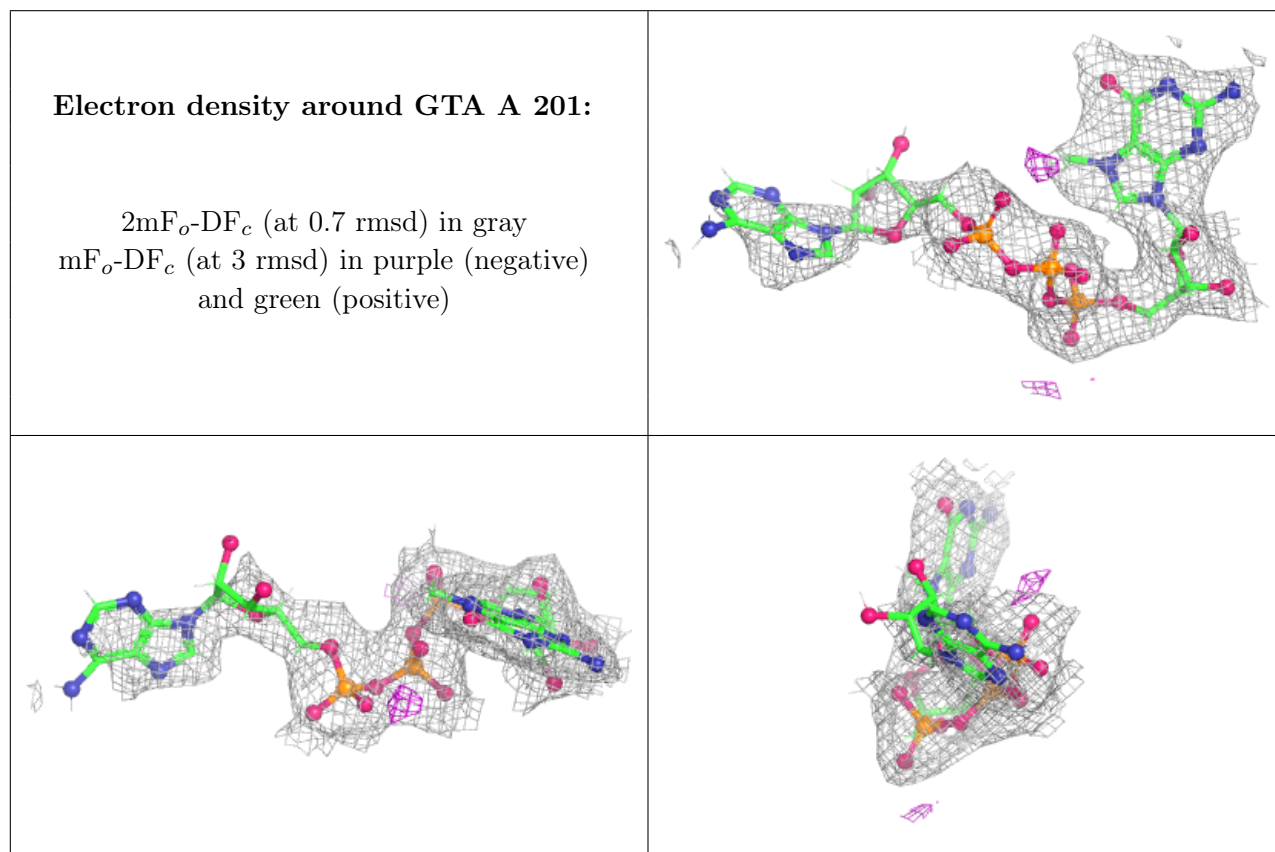 Electron density around GTA A 201:
2mFₒ-DF𝒸 (at 0.7 rmsd) in gray
mFₒ-DF𝒸 (at 3 rmsd) in purple (negative)
and green (positive)